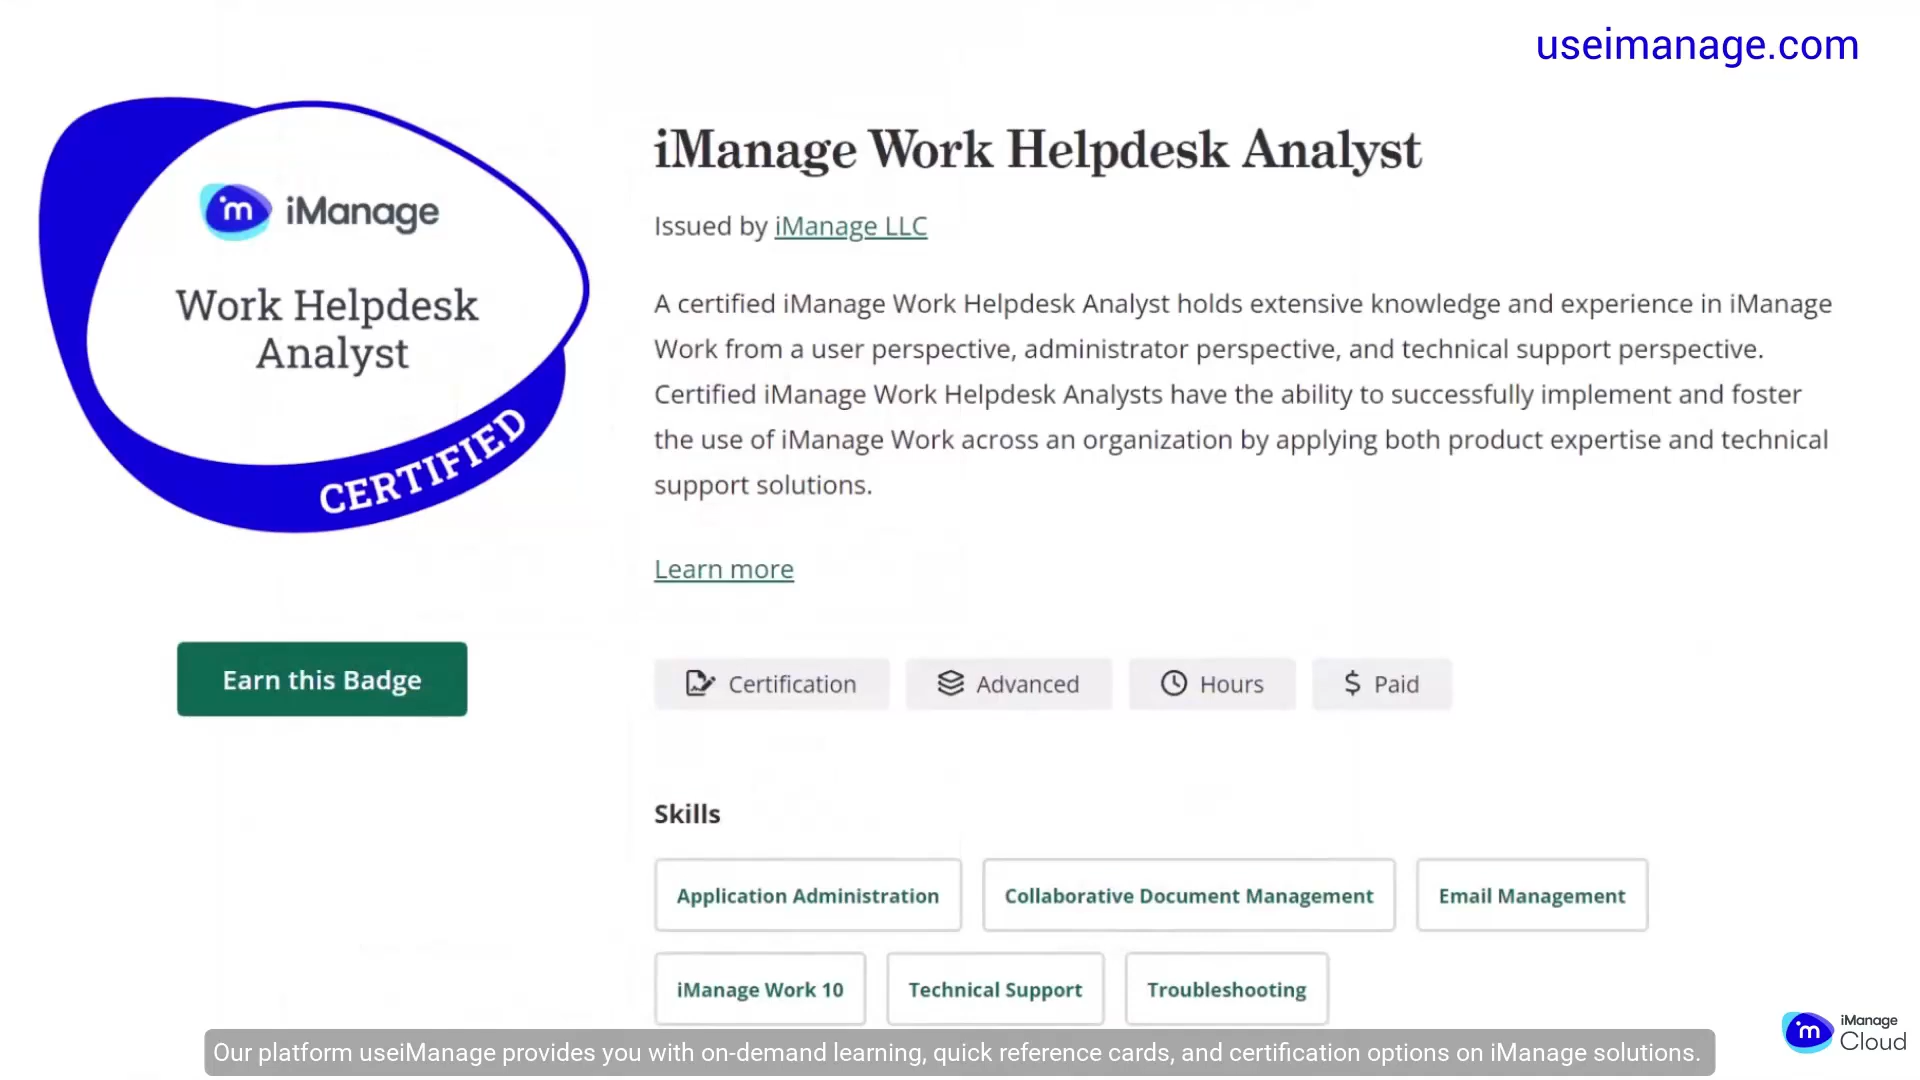 useimanage.com
iManage
Work Helpdesk
Analyst
CERTIFIED
Earn this Badge
iManage Work Helpdesk Analyst
Issued by iManage LLC
A certified iManage Work Helpdesk Analyst holds extensive knowledge and experience in iManage
Work from a user perspective, administrator perspective, and technical support perspective.
Certified iManage Work Helpdesk Analysts have the ability to successfully implement and foster
the use of iManage Work across an organization by applying both product expertise and technical
support solutions.
Learn more
Certification Advanced Hours $ Paid
Skills
Application Administration Collaborative Document Management Email Management
iManage Work 10 Technical Support Troubleshooting
Our platform useiManage provides you with on-demand learning, quick reference cards, and certification options on iManage solutions.
iManage
Cloud